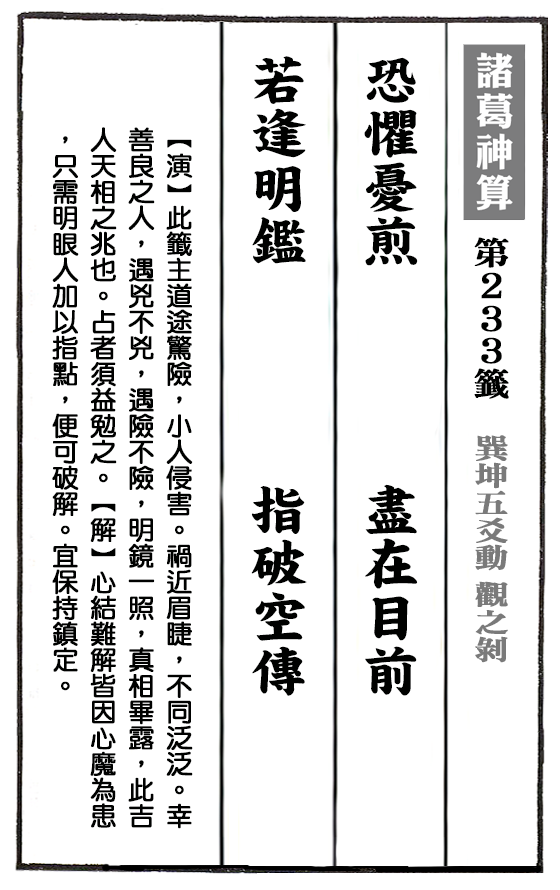 諸葛神算 第233籤 巽坤五爻動 觀之剝
恐懼憂煎 盡在目前
若逢明鑑 指破空傳
【演】此籤主道途驚險，小人侵害。禍近眉睫，不同泛泛。幸
善良之人，遇兇不兇，遇險不險，明鏡一照，真相畢露，此吉
人天相之兆也。占者須益勉之。【解】心結難解皆因心魔為患
，只需明眼人加以指點，便可破解。宜保持鎮定。